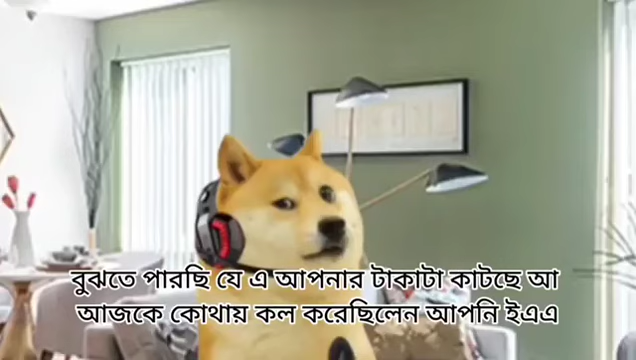 বুঝতে পারছি যে এ আপনার টাকাটা কাটছে আ
আজকে কোথায় কল করেছিলেন আপনি ইএএ